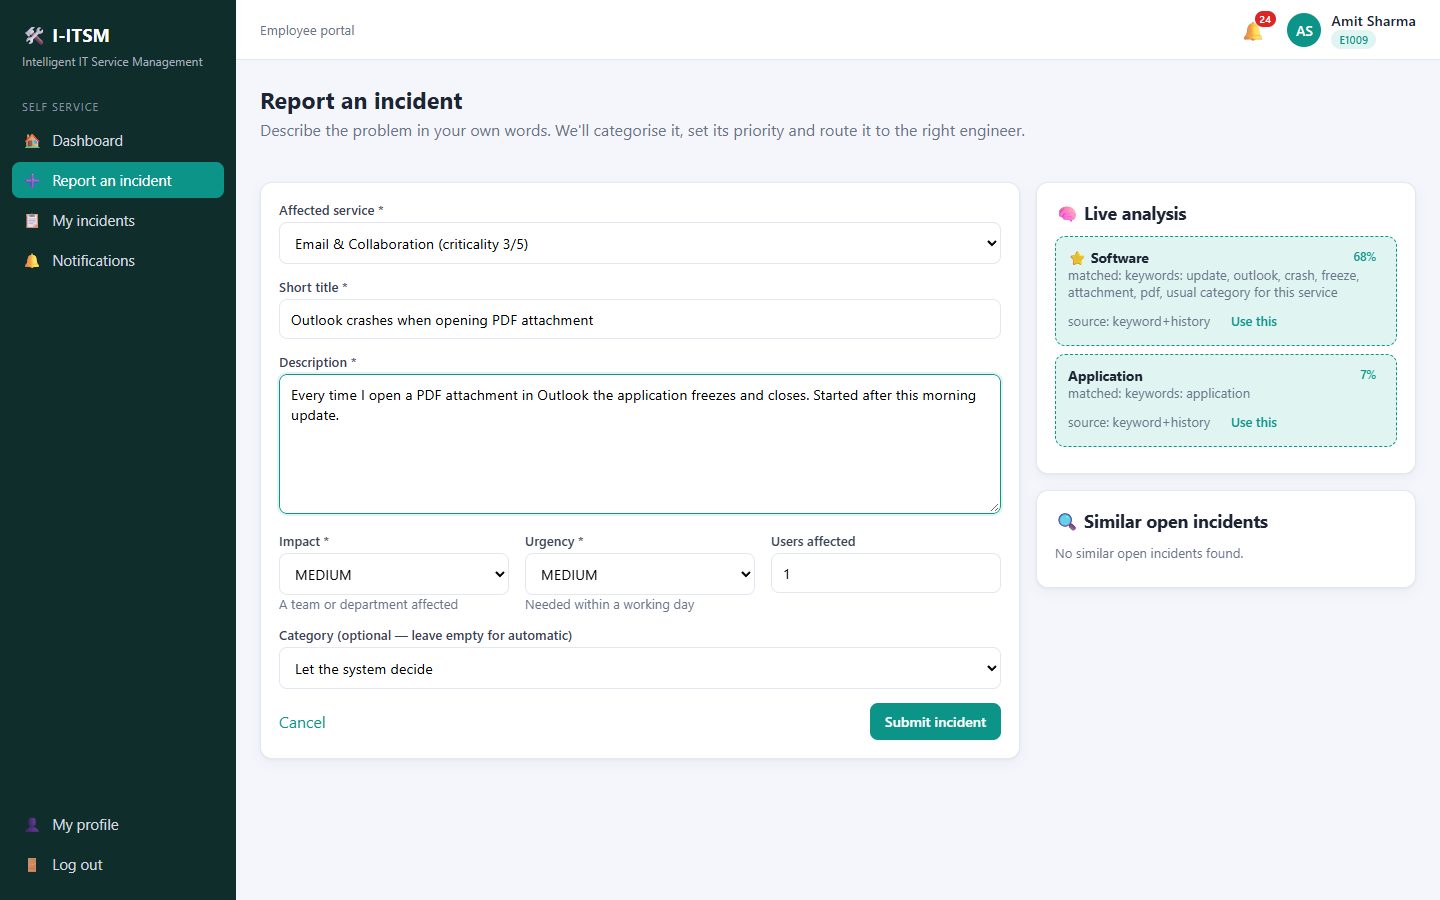 I-ITSM
Intelligent IT Service Management
SELF SERVICE
Dashboard
Report an incident
My incidents
Notifications
My profile
Log out
Employee portal
24
AS
Amit Sharma
E1009
Report an incident
Describe the problem in your own words. We'll categorise it, set its priority and route it to the right engineer.
Affected service *
Email & Collaboration (criticality 3/5)
Short title *
Outlook crashes when opening PDF attachment
Description *
Every time I open a PDF attachment in Outlook the application freezes and closes. Started after this morning
update.
Impact *
MEDIUM
A team or department affected
Urgency *
MEDIUM
Needed within a working day
Users affected
1
Category (optional — leave empty for automatic)
Let the system decide
Cancel
Submit incident
Live analysis
Software 68%
matched: keywords: update, outlook, crash, freeze,
attachment, pdf, usual category for this service
source: keyword+history Use this
Application 7%
matched: keywords: application
source: keyword+history Use this
Similar open incidents
No similar open incidents found.